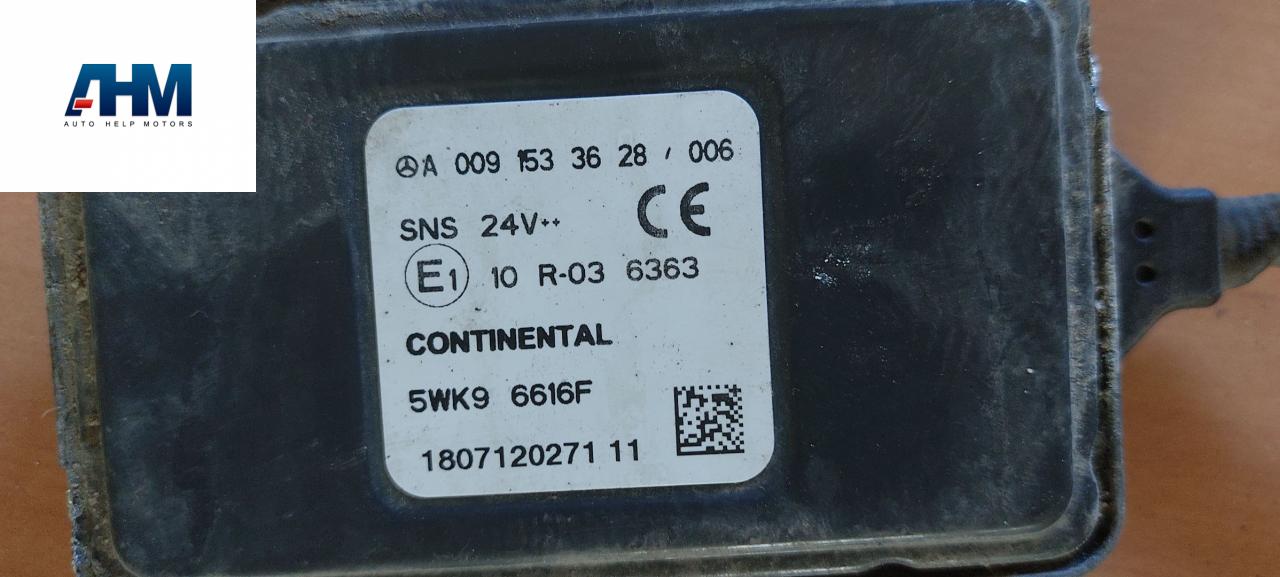 AHM
AUTO HELP MOTORS
A 009 153 36 28 / 006
SNS 24V⎓ CE
E1 10 R-03 6363
CONTINENTAL
5WK9 6616F
1807120271 11